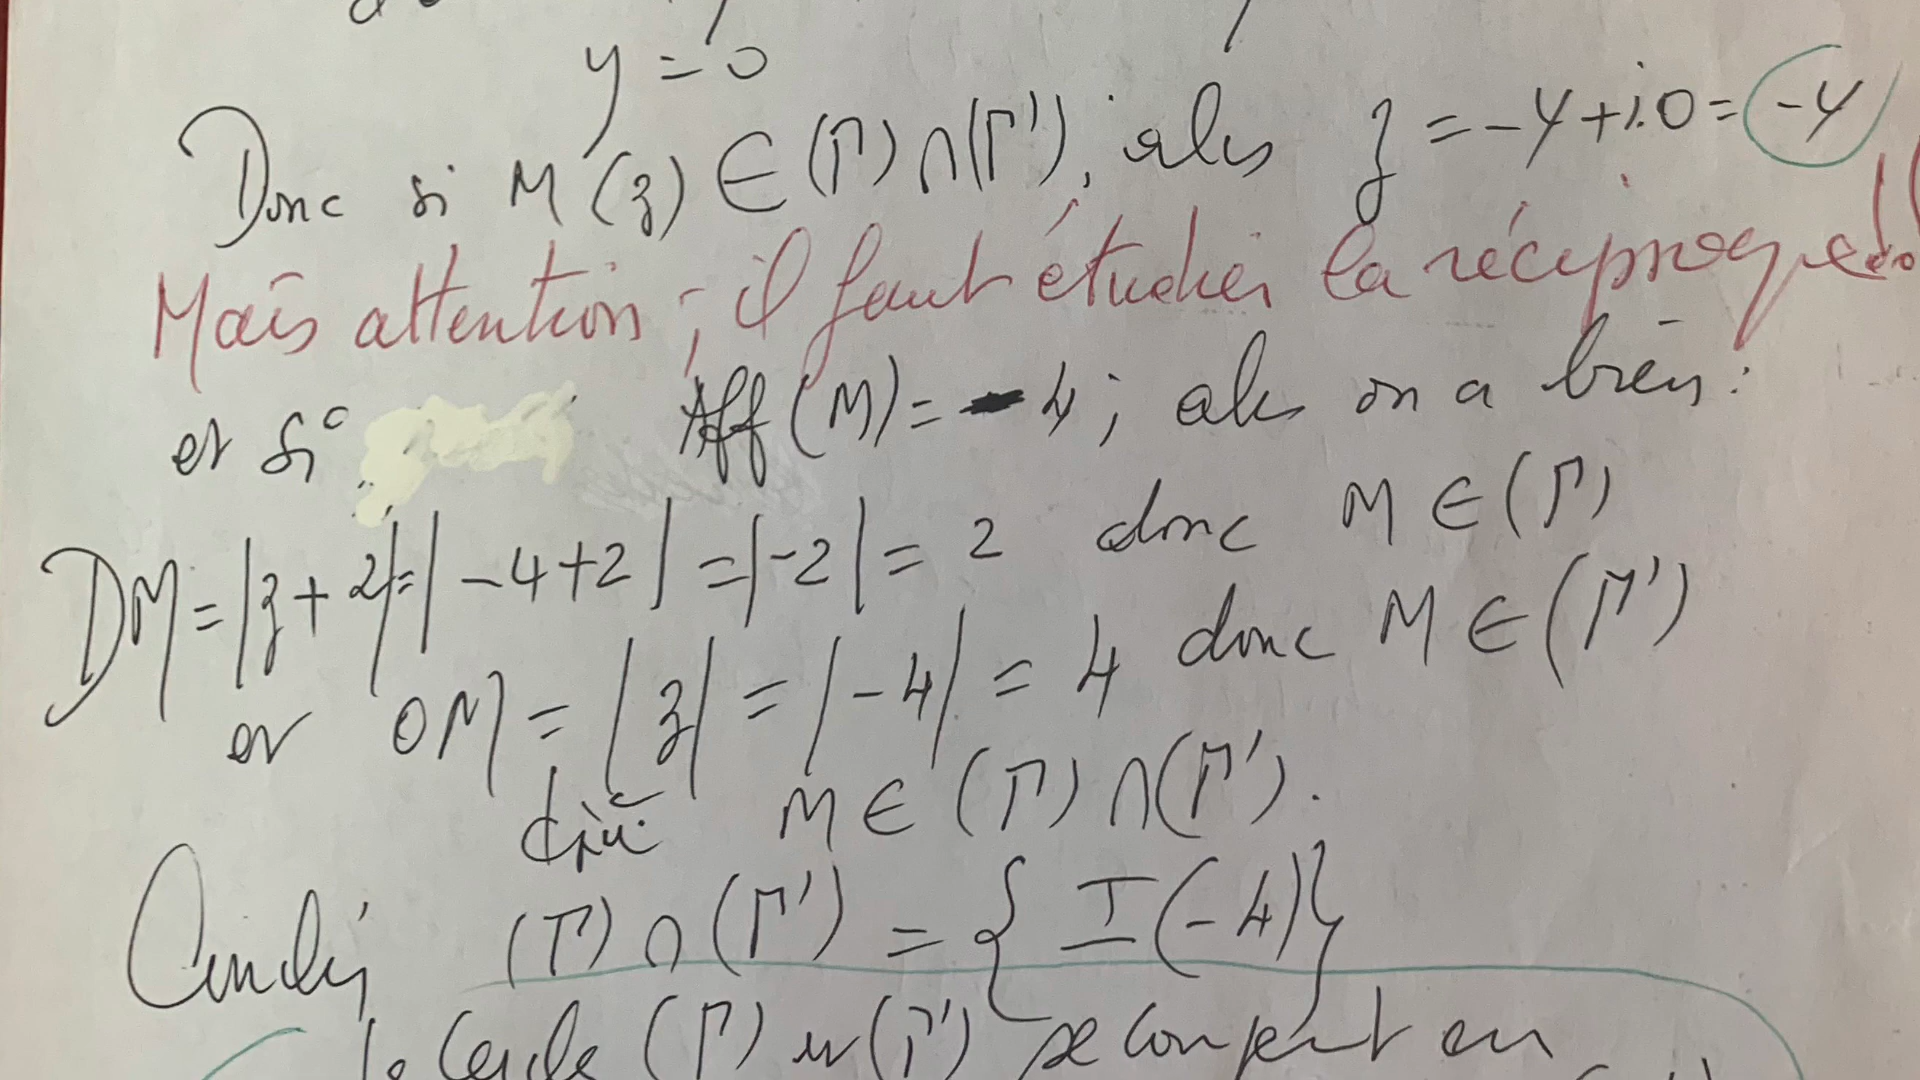 y = 0
Donc si M(z) ∈ (Γ) ∩ (Γ'), alors z = -4 + i.0 = -4
Mais attention ; il faut étudier la réciproque !!
et si Aff(M) = -4 ; alors on a bien :
DM = |z + 2| = |-4+2| = |-2| = 2 donc M ∈ (Γ)
et OM = |z| = |-4| = 4 donc M ∈ (Γ')
d'où M ∈ (Γ) ∩ (Γ').
(Γ) ∩ (Γ') = { I(-4) }
le Cercle (Γ) et (Γ') se coupent en